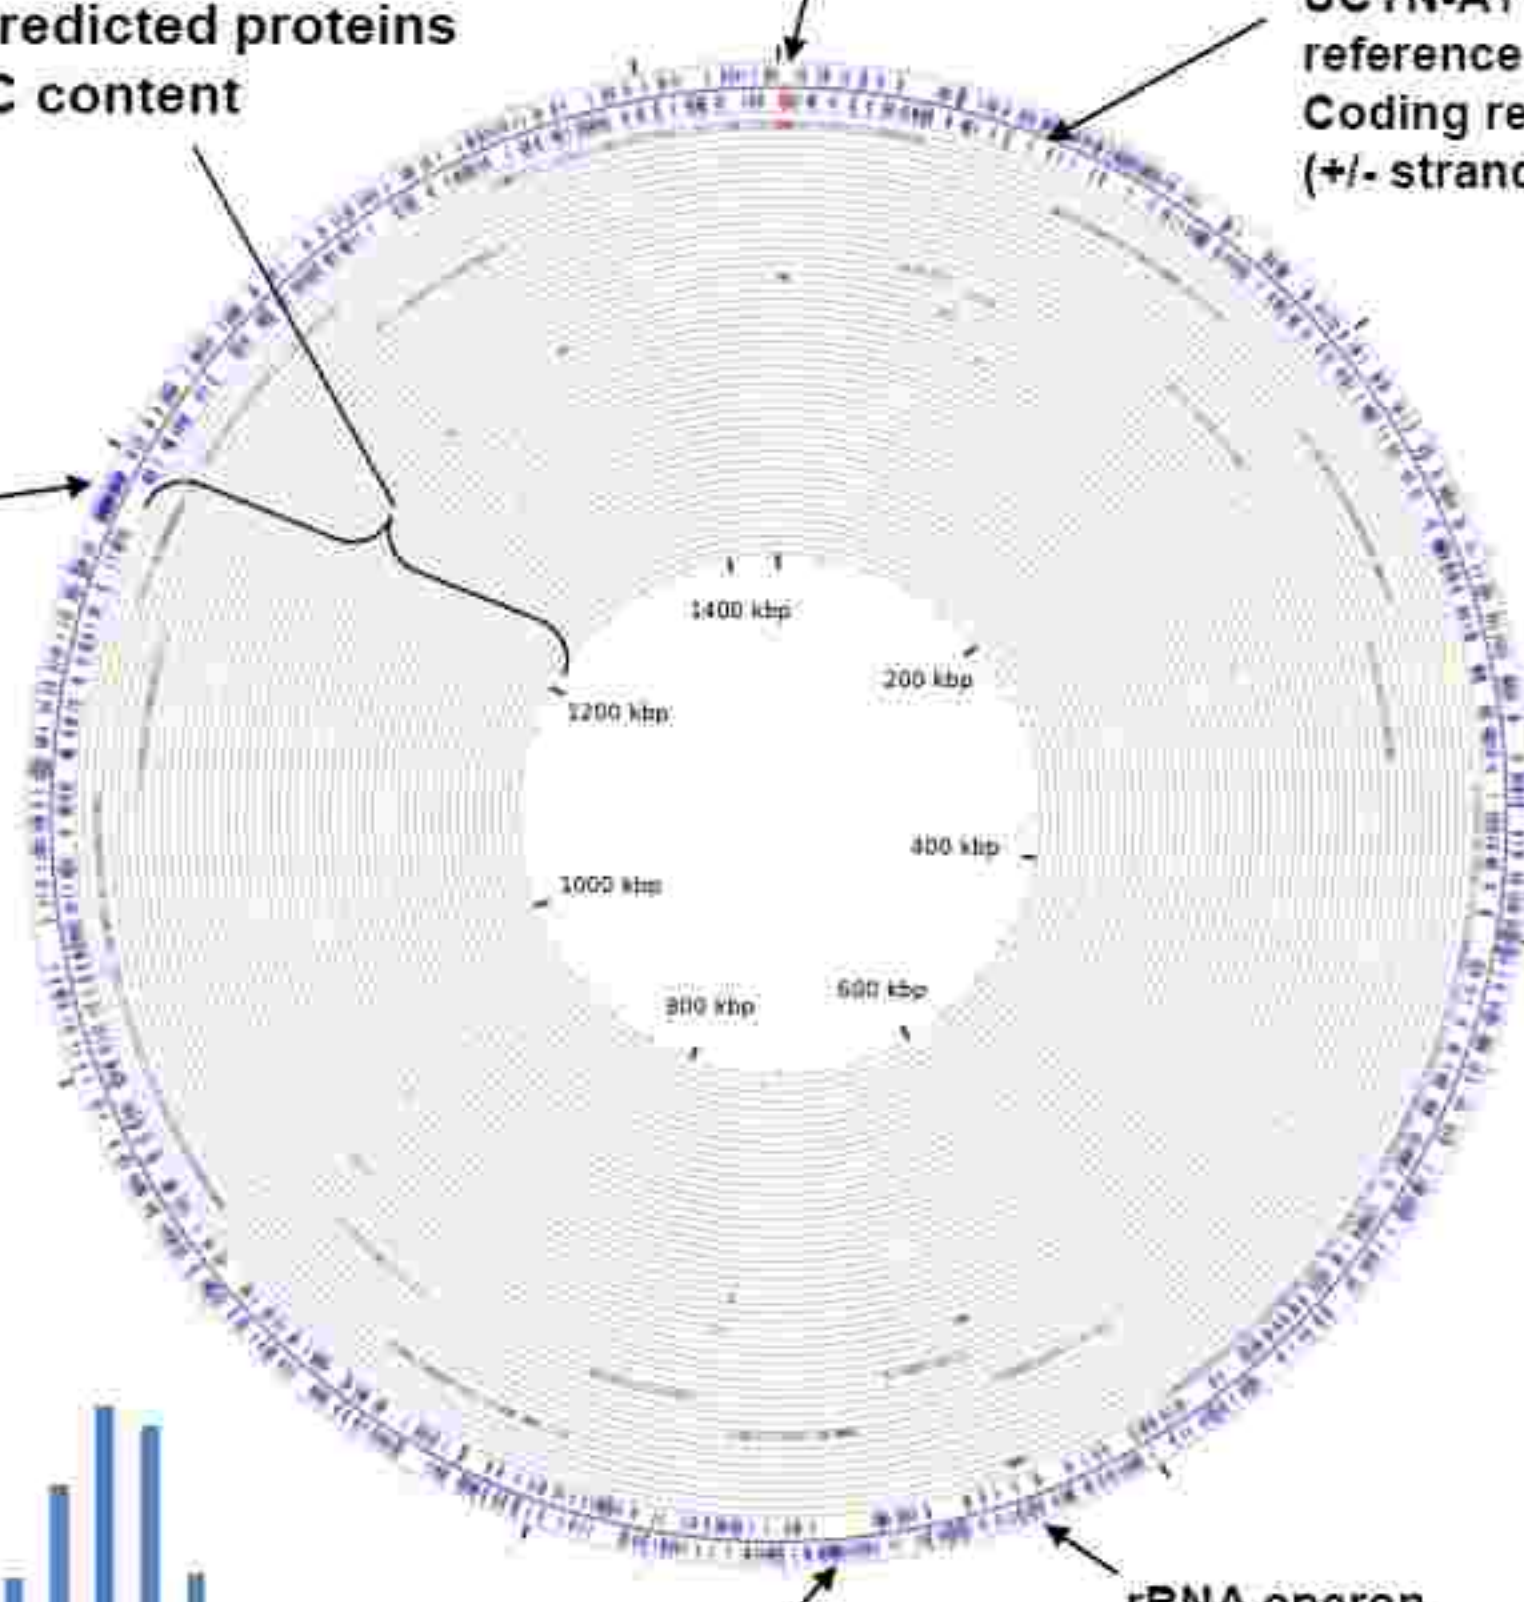 redicted proteins
C content
reference
Coding re
(+/- strand
1400 kbp
200 kbp
1200 kbp
400 kbp
1000 kbp
600 kbp
800 kbp
rRNA operon